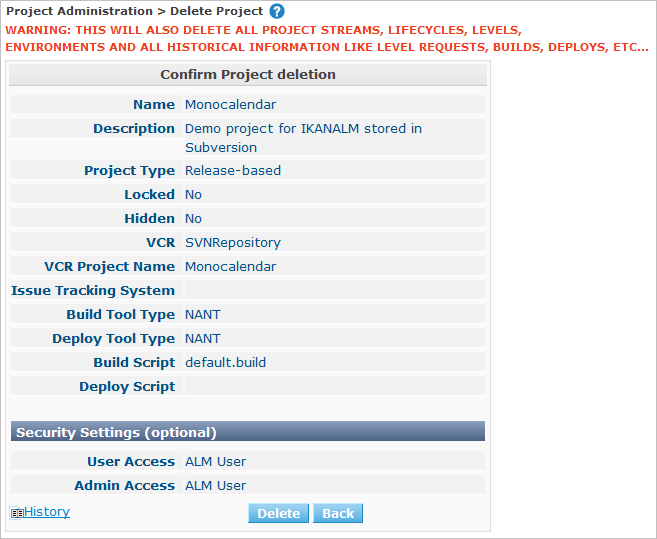 Project Administration > Delete Project ?
WARNING: THIS WILL ALSO DELETE ALL PROJECT STREAMS, LIFECYCLES, LEVELS,
ENVIRONMENTS AND ALL HISTORICAL INFORMATION LIKE LEVEL REQUESTS, BUILDS, DEPLOYS, ETC...
Confirm Project deletion
Name Monocalendar
Description Demo project for IKANALM stored in
Subversion
Project Type Release-based
Locked No
Hidden No
VCR SVNRepository
VCR Project Name Monocalendar
Issue Tracking System
Build Tool Type NANT
Deploy Tool Type NANT
Build Script default.build
Deploy Script
Security Settings (optional)
User Access ALM User
Admin Access ALM User
History Delete Back